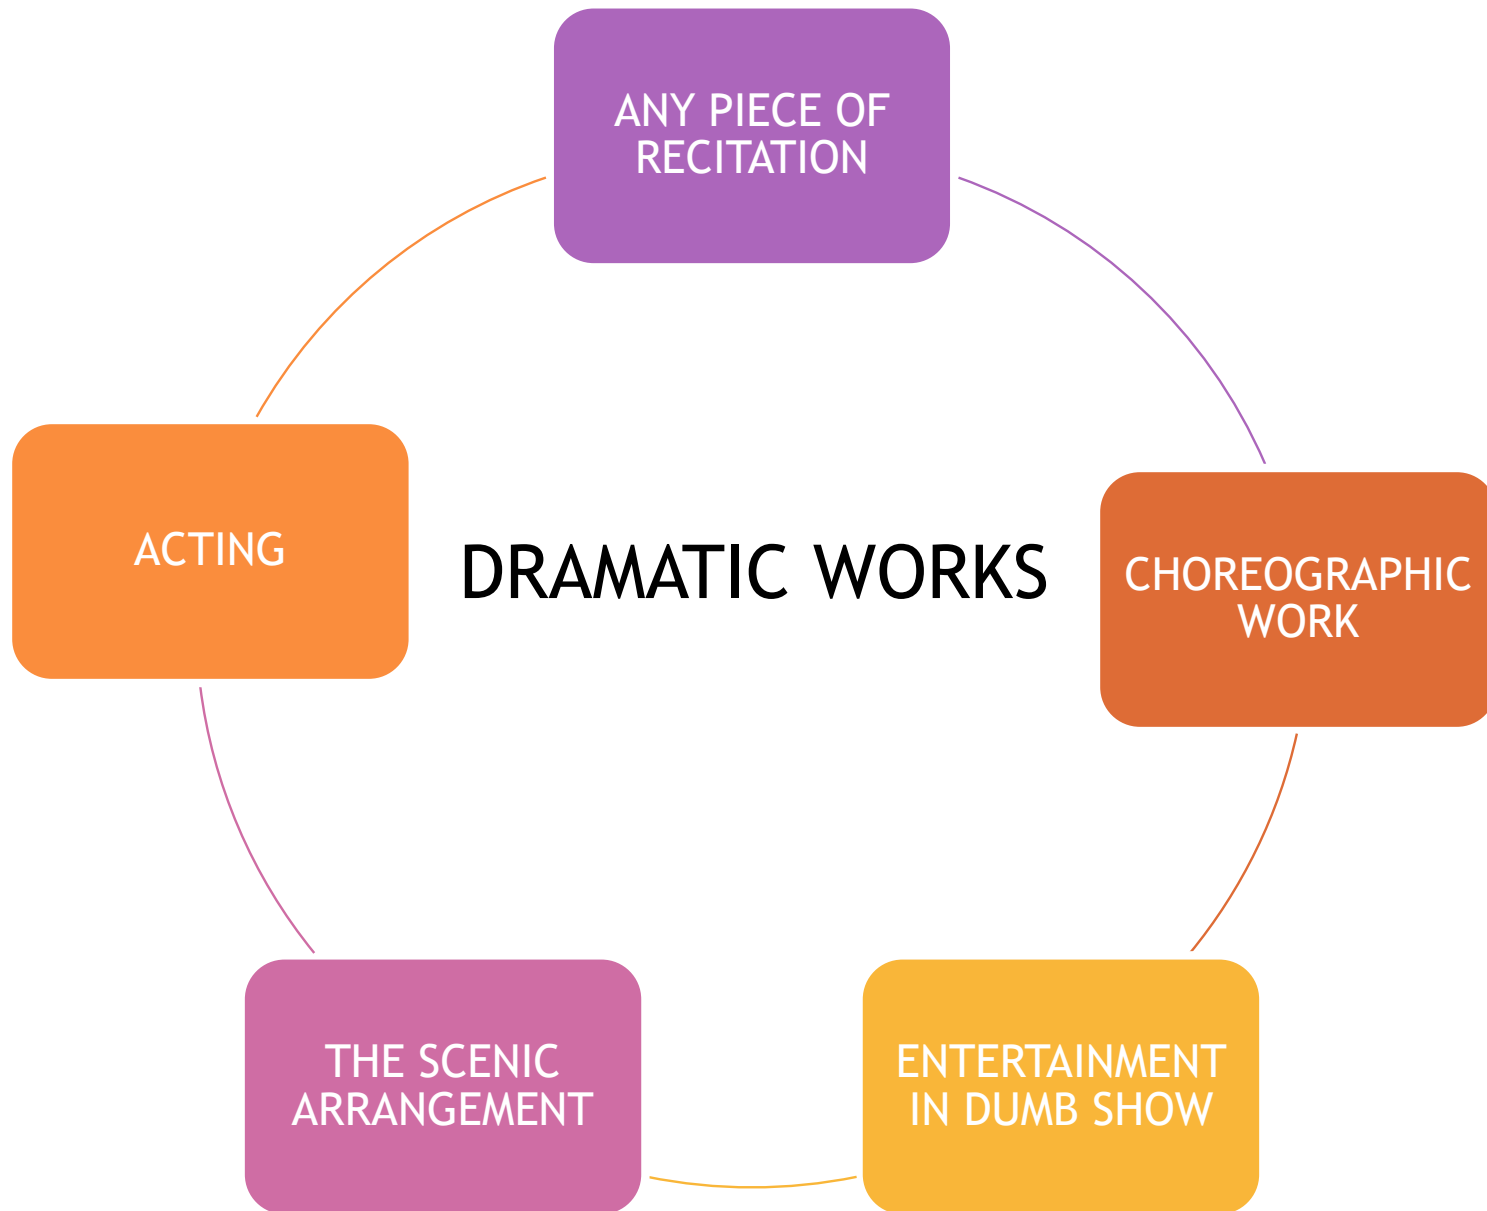 ANY PIECE OF
RECITATION
CHOREOGRAPHIC
WORK
ENTERTAINMENT
IN DUMB SHOW
THE SCENIC
ARRANGEMENT
ACTING
DRAMATIC WORKS